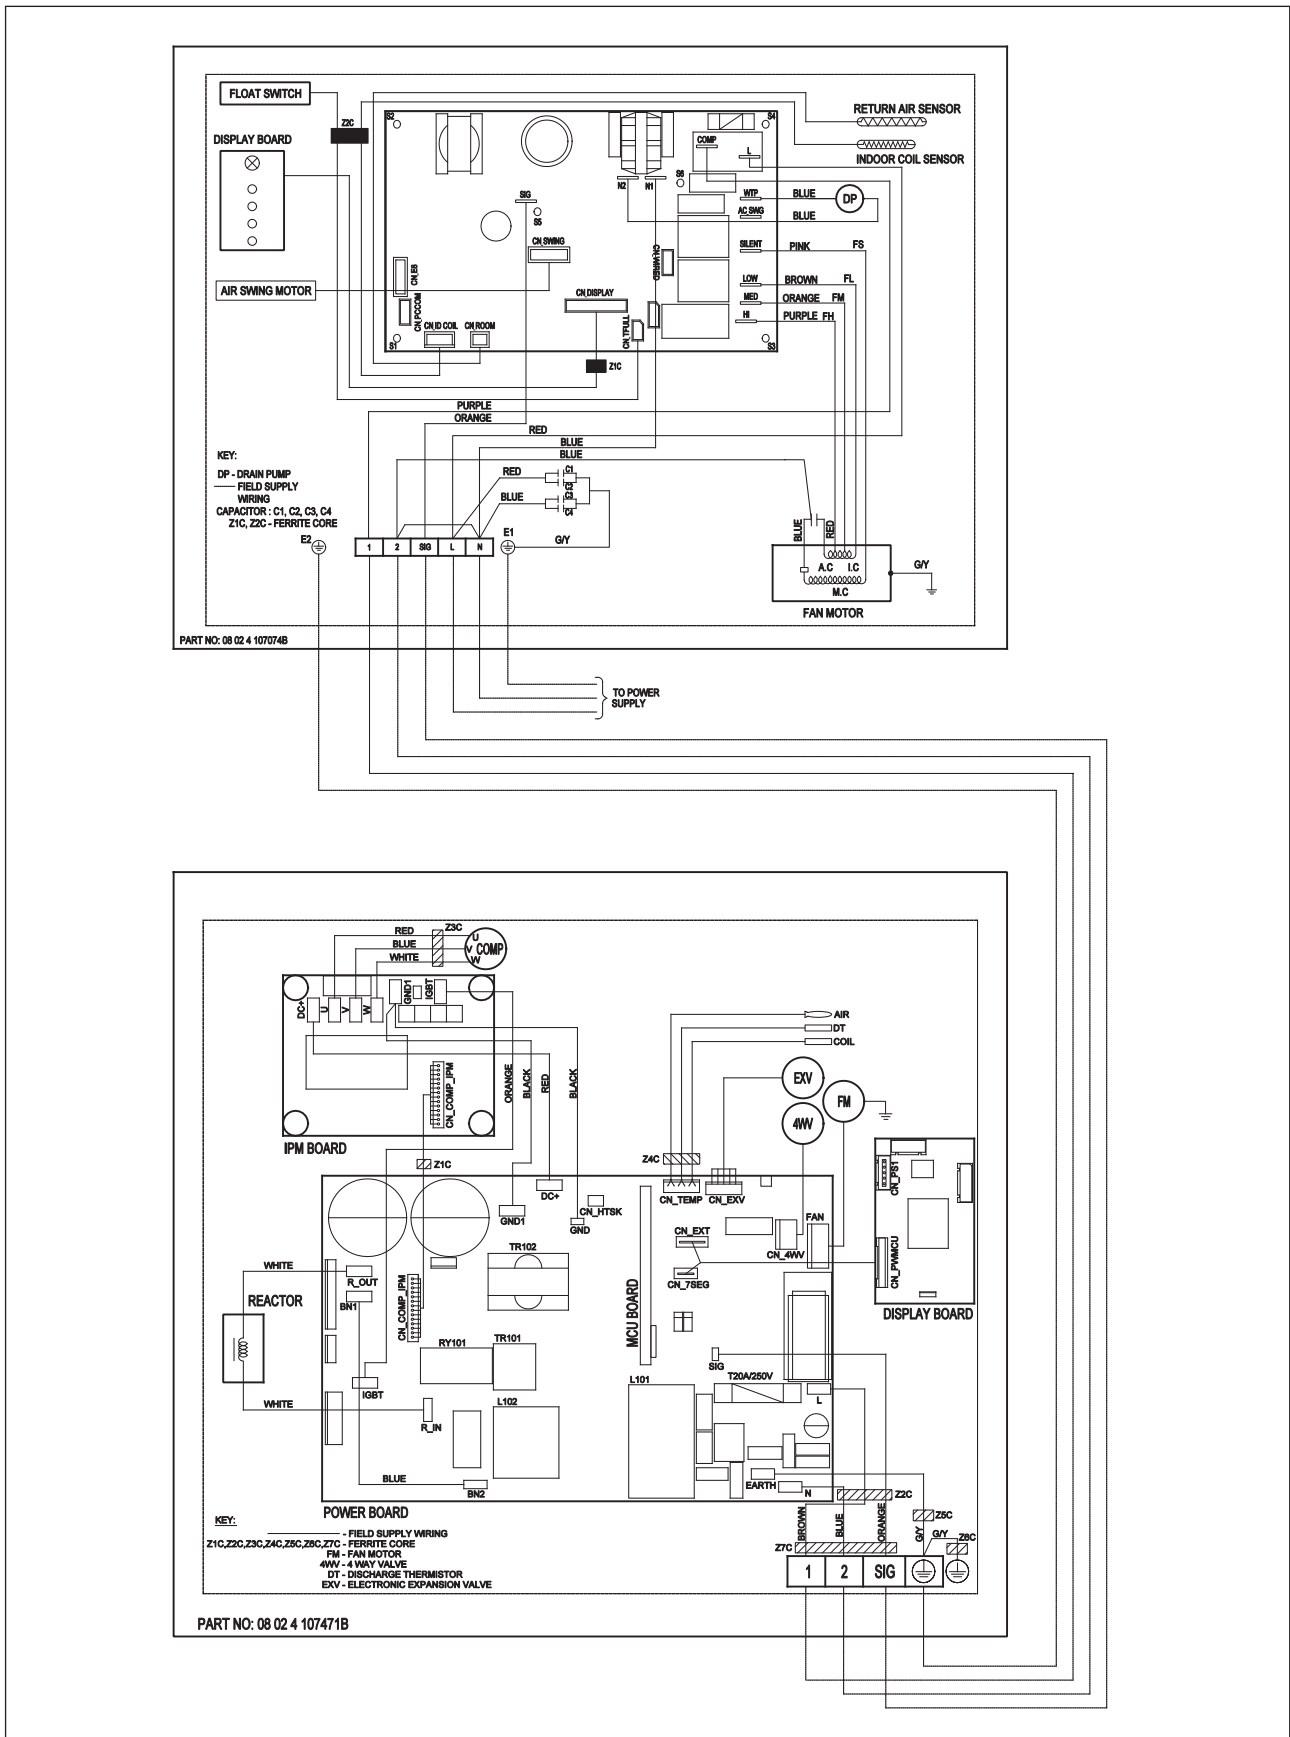 FLOAT SWITCH
Z2C
DISPLAY BOARD
S2
S4
COMP
L
RETURN AIR SENSOR
INDOOR COIL SENSOR
N2
N1
S6
SIG
S5
WTP
BLUE
DP
AC SWG
BLUE
CN_SWING
CN_WIRED
SILENT
PINK
FS
CN_E8
AIR SWING MOTOR
LOW
BROWN
FL
CN_DISPLAY
MED
ORANGE
FM
HI
PURPLE
FH
CN_PCCOM
CN_ID COIL
CN_ROOM
CN_TFULL
S1
S3
Z1C
PURPLE
ORANGE
RED
BLUE
BLUE
KEY:
DP - DRAIN PUMP
FIELD SUPPLY
WIRING
CAPACITOR : C1, C2, C3, C4
Z1C, Z2C - FERRITE CORE
RED
C1
C2
BLUE
C3
C4
G/Y
E2
E1
1
2
SIG
L
N
BLUE
RED
A.C
I.C
M.C
G/Y
FAN MOTOR
PART NO: 08 02 4 107074B
TO POWER
SUPPLY
RED
BLUE
WHITE
Z3C
U
V
W
COMP
DC+
U
V
W
GND1
IGBT
CN_COMP_IPM
IPM BOARD
Z1C
ORANGE
BLACK
RED
BLACK
AIR
DT
COIL
EXV
FM
4WV
Z4C
CN_TEMP
CN_EXV
CN_PS1
CN_PWMCU
DISPLAY BOARD
DC+
GND1
CN_HTSK
GND
CN_EXT
CN_7SEG
CN_4WV
FAN
TR102
WHITE
R_OUT
REACTOR
BN1
CN_COMP_IPM
MCU BOARD
RY101
TR101
SIG
T20A/250V
L101
L
IGBT
WHITE
R_IN
L102
BLUE
BN2
EARTH
N
Z2C
POWER BOARD
BROWN
BLUE
ORANGE
G/Y
Z5C
G/Y
Z6C
Z7C
KEY:
- FIELD SUPPLY WIRING
Z1C,Z2C,Z3C,Z4C,Z5C,Z6C,Z7C - FERRITE CORE
FM - FAN MOTOR
4WV - 4 WAY VALVE
DT - DISCHARGE THERMISTOR
EXV - ELECTRONIC EXPANSION VALVE
1
2
SIG
PART NO: 08 02 4 107471B